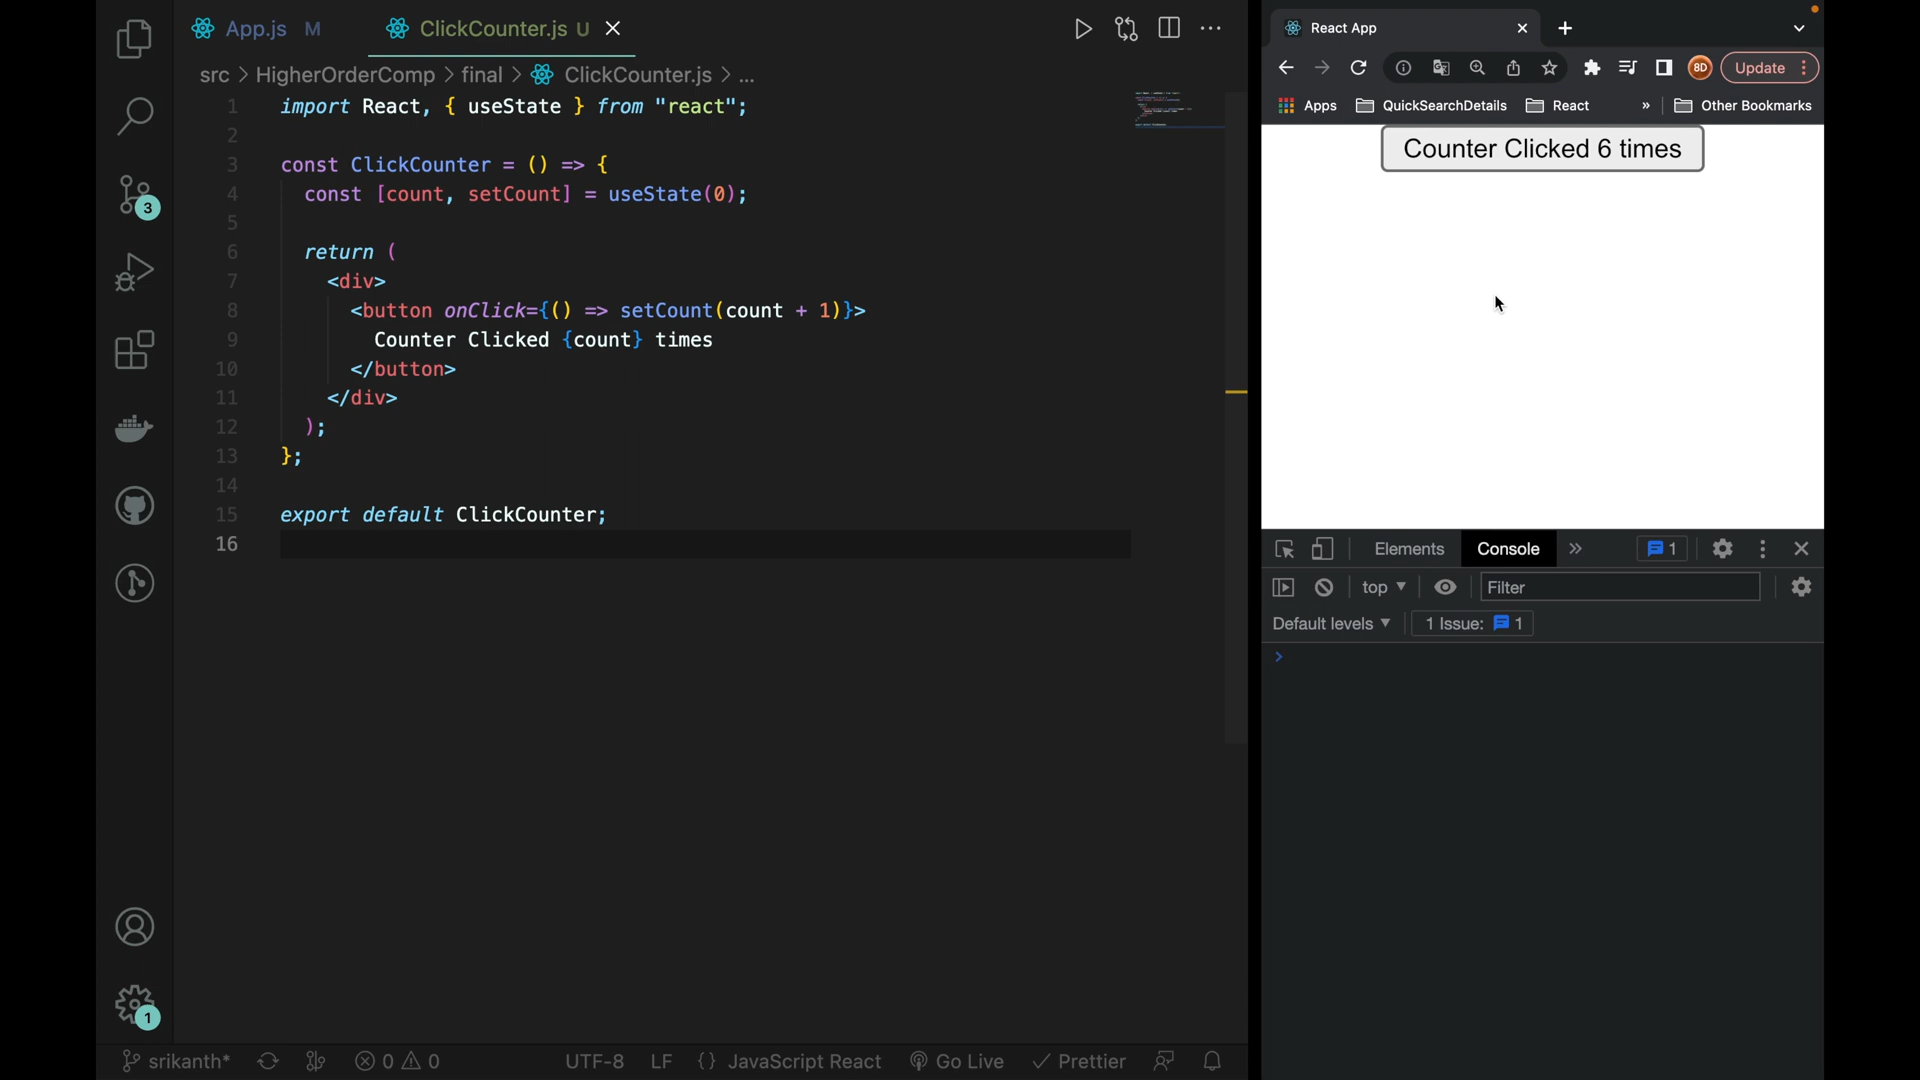 App.js M
ClickCounter.js U
src > HigherOrderComp > final > ClickCounter.js > ...
1 import React, { useState } from "react";
2
3 const ClickCounter = () => {
4 const [count, setCount] = useState(0);
5
6 return (
7 <div>
8 <button onClick={() => setCount(count + 1)}>
9 Counter Clicked {count} times
10 </button>
11 </div>
12 );
13 };
14
15 export default ClickCounter;
16
3
1
srikanth* 0 0 UTF-8 LF {} JavaScript React Go Live Prettier
React App
8D Update
Apps QuickSearchDetails React » Other Bookmarks
Counter Clicked 6 times
Elements Console » 1
top Filter
Default levels 1 Issue: 1
>